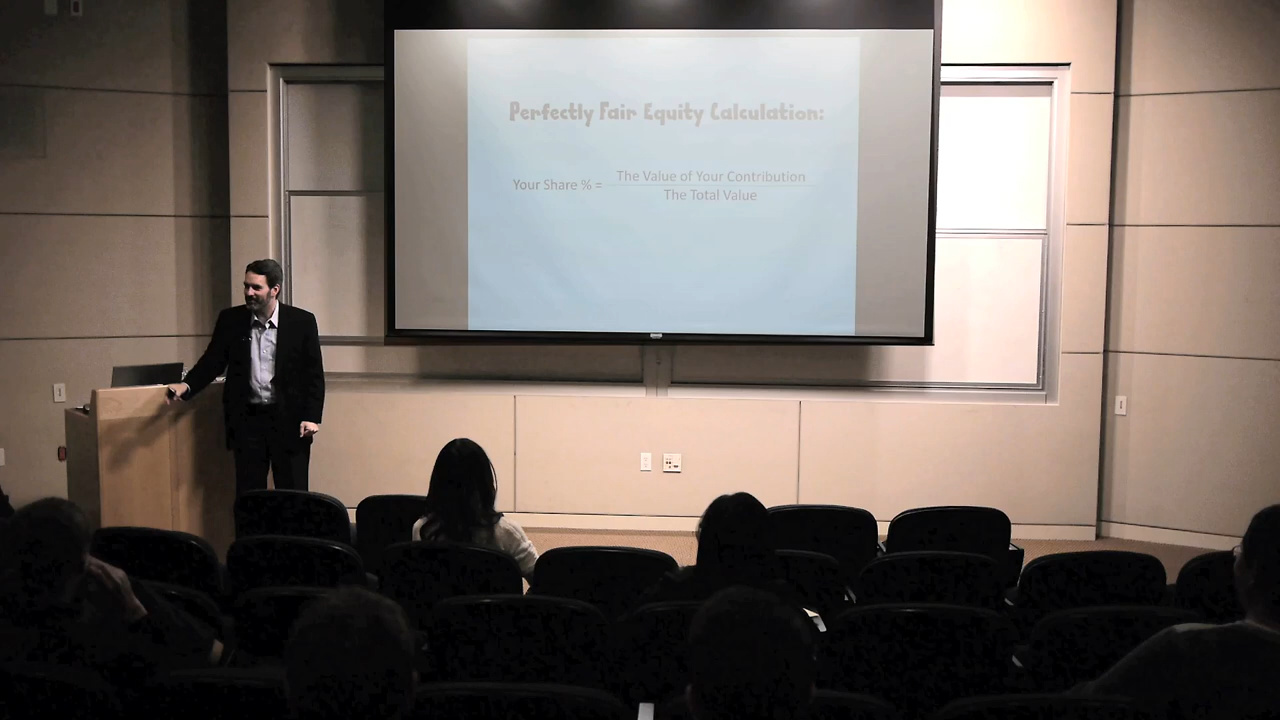 Perfectly Fair Equity Calculation:
Your Share % = The Value of Your Contribution
The Total Value